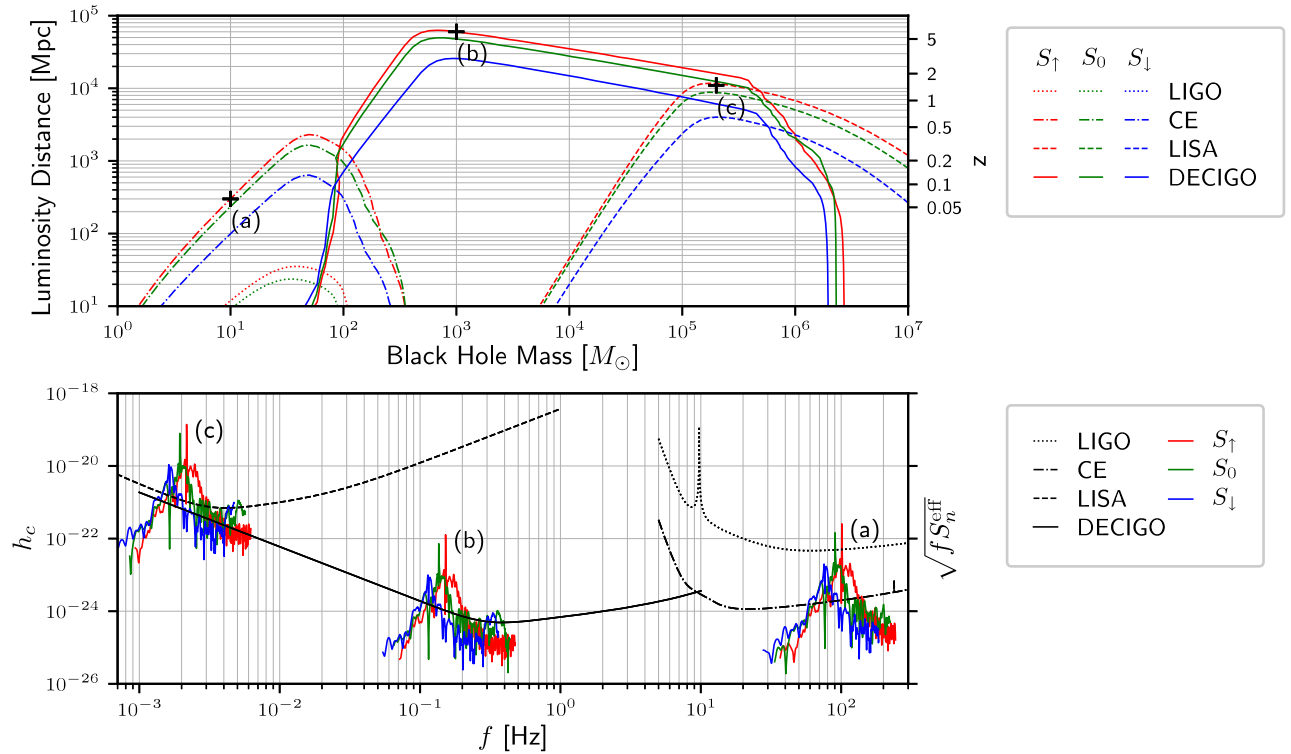 Luminosity Distance [Mpc]
10^5
10^4
10^3
10^2
10^1
10^0 10^1 10^2 10^3 10^4 10^5 10^6 10^7
Black Hole Mass [M_⊙]
(a)
(b)
(c)
5
2
1
0.5
0.2
0.1
0.05
z
S_↑ S_0 S_↓
LIGO
CE
LISA
DECIGO
h_c
10^−18
10^−20
10^−22
10^−24
10^−26
(c)
(b)
(a)
√f S_n^eff
10^−3 10^−2 10^−1 10^0 10^1 10^2
f [Hz]
LIGO S_↑
CE S_0
LISA S_↓
DECIGO